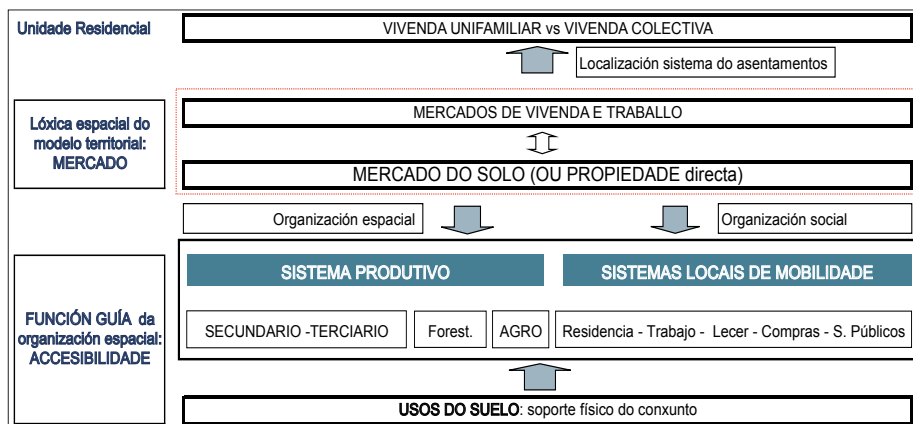 Unidade Residencial
VIVENDA UNIFAMILIAR vs VIVENDA COLECTIVA
Localización sistema do asentamentos
Lóxica espacial do
modelo territorial:
MERCADO
MERCADOS DE VIVENDA E TRABALLO
MERCADO DO SOLO (OU PROPIEDADE directa)
Organización espacial
Organización social
FUNCIÓN GUÍA da
organización espacial:
ACCESIBILIDADE
SISTEMA PRODUTIVO
SISTEMAS LOCAIS DE MOBILIDADE
SECUNDARIO -TERCIARIO
Forest.
AGRO
Residencia - Trabajo - Lecer - Compras - S. Públicos
USOS DO SUELO: soporte físico do conxunto